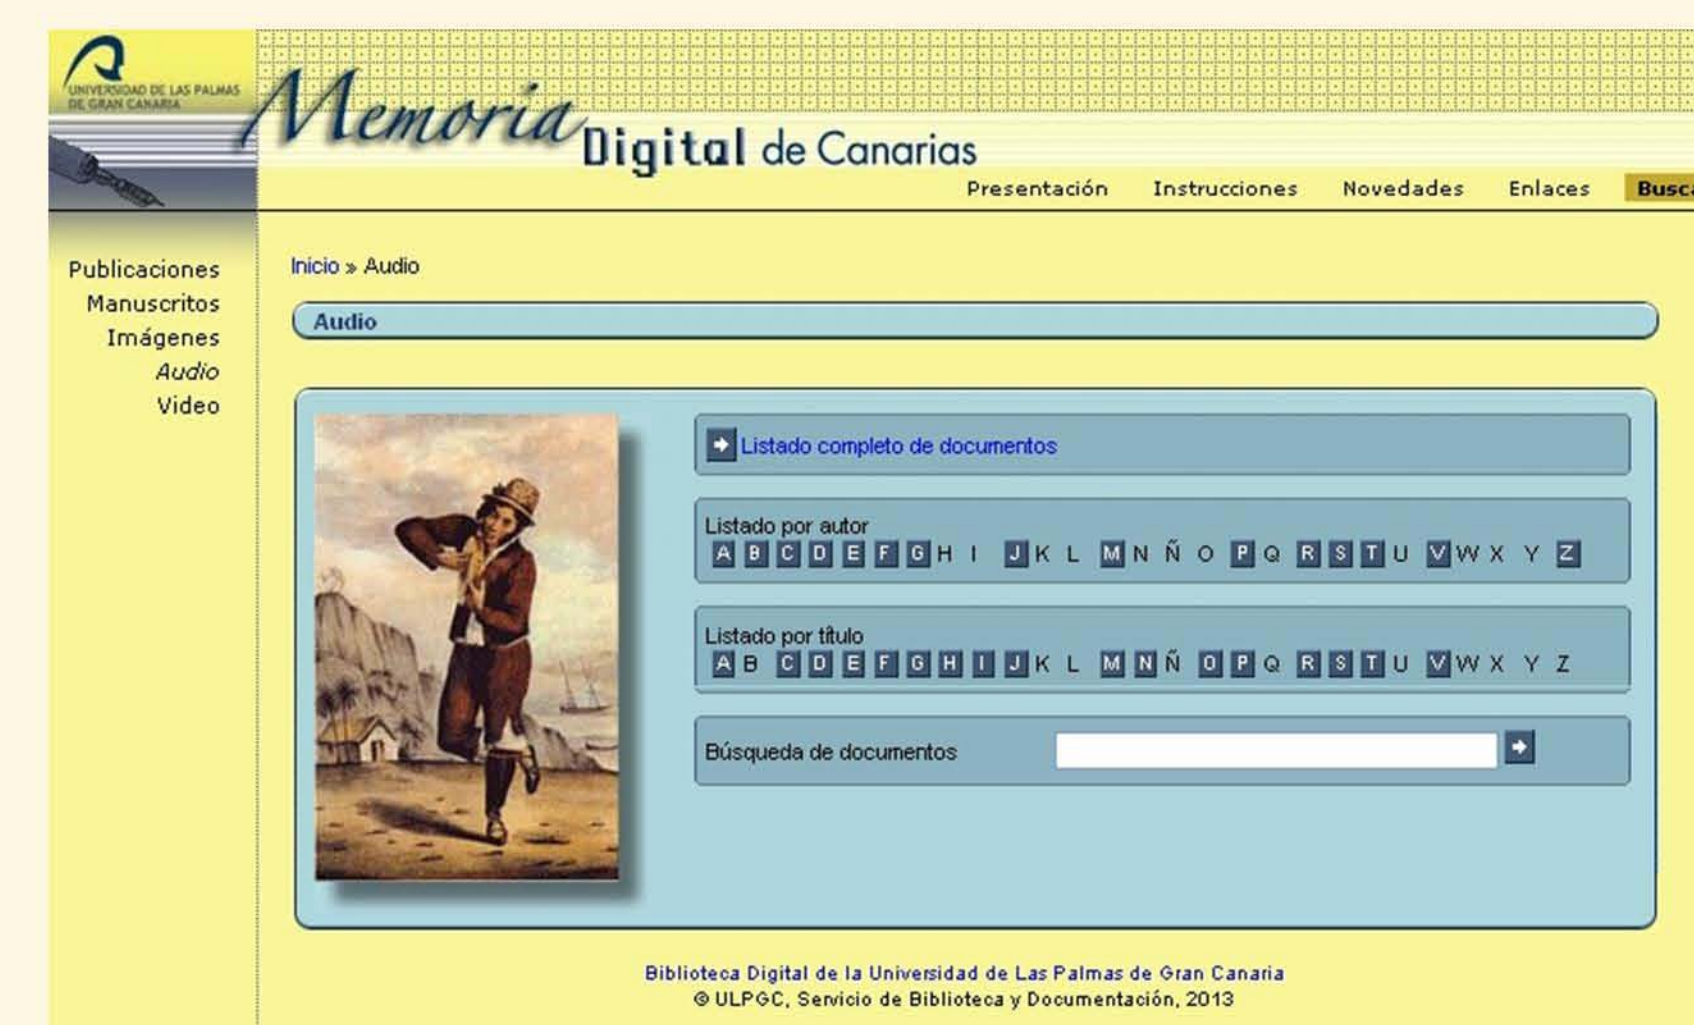 UNIVERSIDAD DE LAS PALMAS
DE GRAN CANARIA
Memoria
Digital de Canarias
Presentación Instrucciones Novedades Enlaces Busca
Publicaciones
Manuscritos
Imágenes
Audio
Video
Inicio » Audio
Audio
Listado completo de documentos
Listado por autor
A B C D E F G H I J K L M N Ñ O P Q R S T U V W X Y Z
Listado por título
A B C D E F G H I J K L M N Ñ O P Q R S T U V W X Y Z
Búsqueda de documentos
Biblioteca Digital de la Universidad de Las Palmas de Gran Canaria
© ULPGC, Servicio de Biblioteca y Documentación, 2013